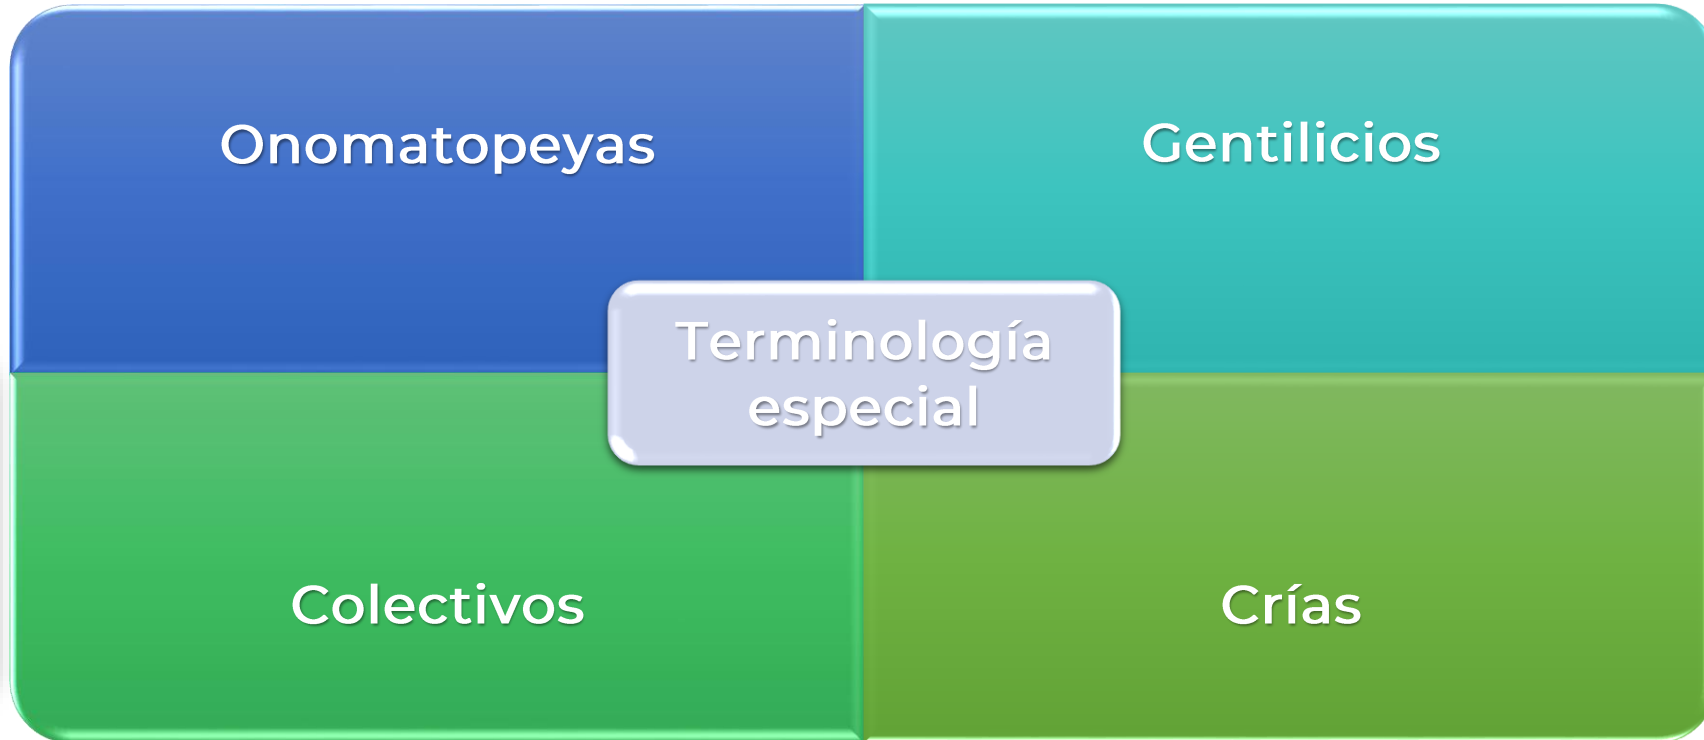 Onomatopeyas
Gentilicios
Terminología
especial
Colectivos
Crías